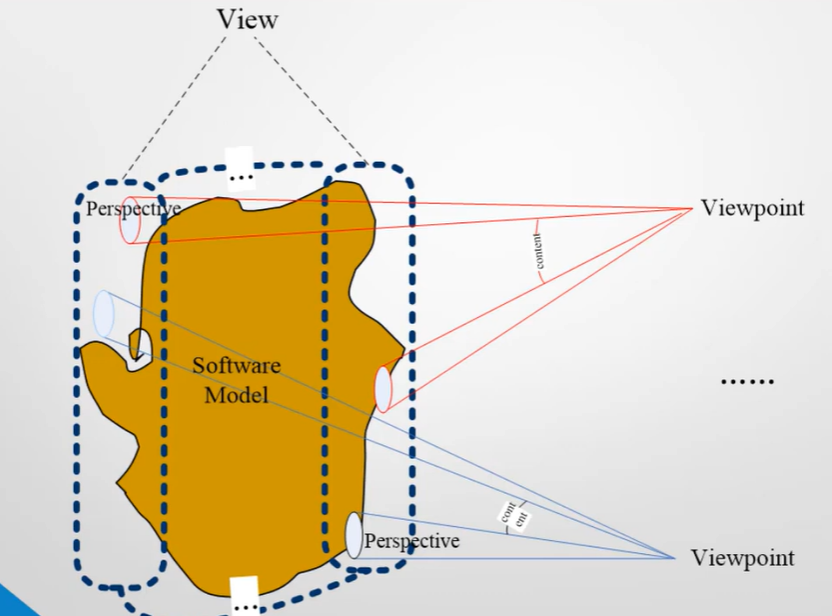 View
...
Perspective
Viewpoint
content
Software
Model
......
cont
ent
Perspective
Viewpoint
...